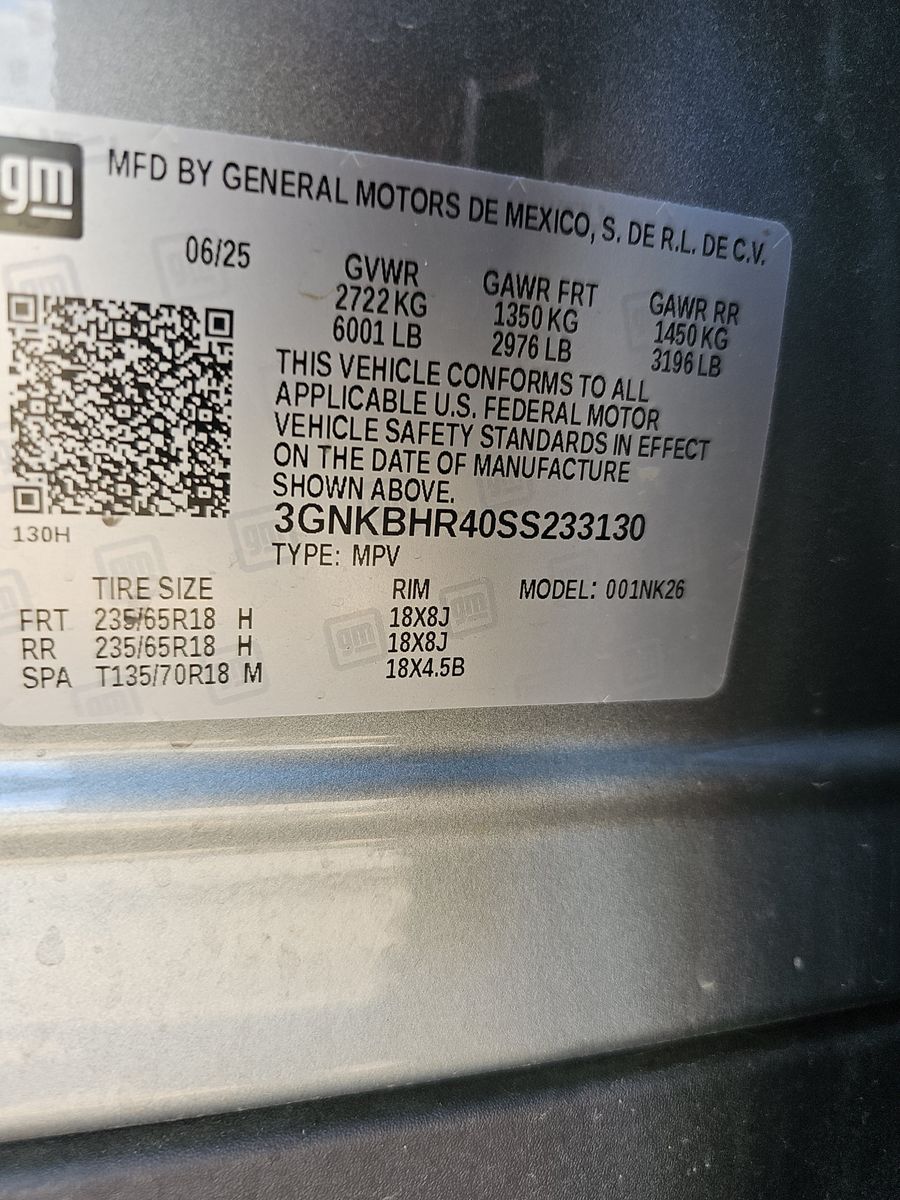 gm MFD BY GENERAL MOTORS DE MEXICO, S. DE R.L. DE C.V.
06/25 GVWR GAWR FRT GAWR RR
2722 KG 1350 KG 1450 KG
6001 LB 2976 LB 3196 LB
THIS VEHICLE CONFORMS TO ALL
APPLICABLE U.S. FEDERAL MOTOR
VEHICLE SAFETY STANDARDS IN EFFECT
ON THE DATE OF MANUFACTURE
SHOWN ABOVE.
3GNKBHR40SS233130
130H
TYPE: MPV
TIRE SIZE RIM MODEL: 001NK26
FRT 235/65R18 H 18X8J
RR 235/65R18 H 18X8J
SPA T135/70R18 M 18X4.5B